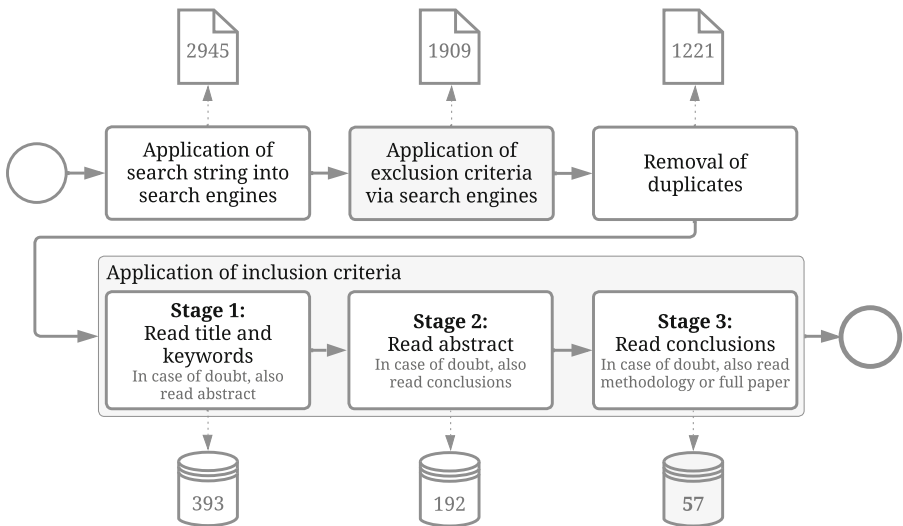 2945
1909
1221
Application of
search string into
search engines
Application of
exclusion criteria
via search engines
Removal of
duplicates
Application of inclusion criteria
Stage 1:
Read title and
keywords
In case of doubt, also
read abstract
Stage 2:
Read abstract
In case of doubt, also
read conclusions
Stage 3:
Read conclusions
In case of doubt, also read
methodology or full paper
393
192
57